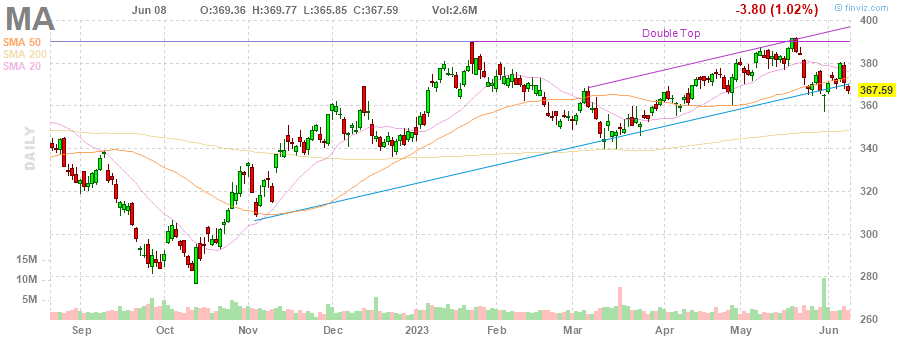 MA Jun 08 O:369.36 H:369.77 L:365.85 C:367.59 Vol:2.6M -3.80 (1.02%) © finviz.com
SMA 50
SMA 200
SMA 20
Double Top
DAILY
400
380
367.59
360
340
320
300
280
260
15M
10M
5M
Sep Oct Nov Dec 2023 Feb Mar Apr May Jun